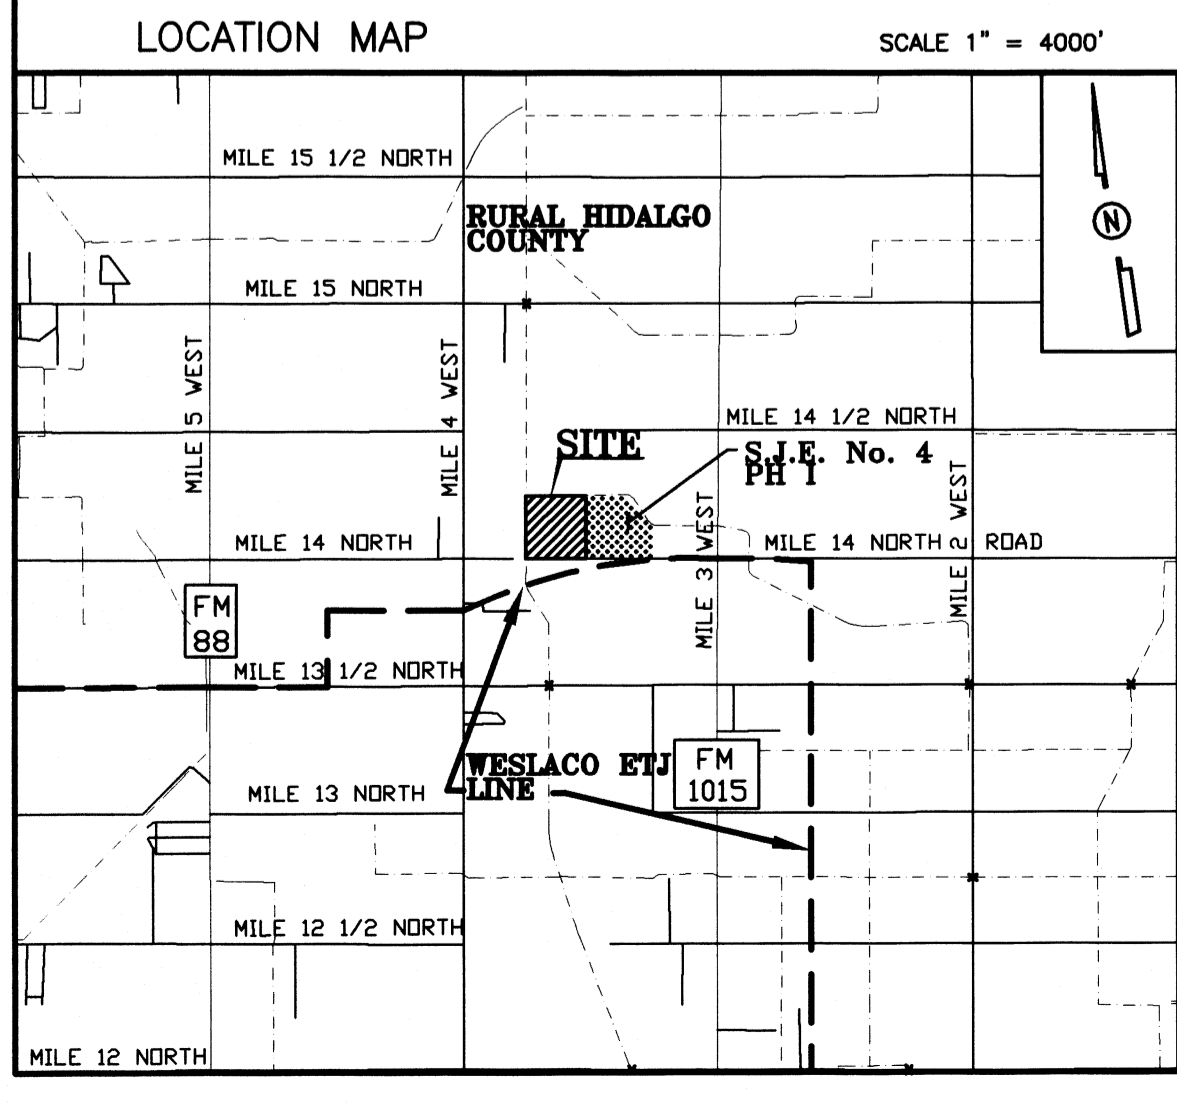 LOCATION MAP
SCALE 1" = 4000'
MILE 15 1/2 NORTH
RURAL HIDALGO
COUNTY
N
MILE 15 NORTH
MILE 5 WEST
MILE 4 WEST
MILE 14 1/2 NORTH
SITE
S.J.E. No. 4
PH I
MILE 3 WEST
MILE 2 WEST
MILE 14 NORTH
MILE 14 NORTH ROAD
FM
88
MILE 13 1/2 NORTH
WESLACO ETJ
LINE
FM
1015
MILE 13 NORTH
MILE 12 1/2 NORTH
MILE 12 NORTH